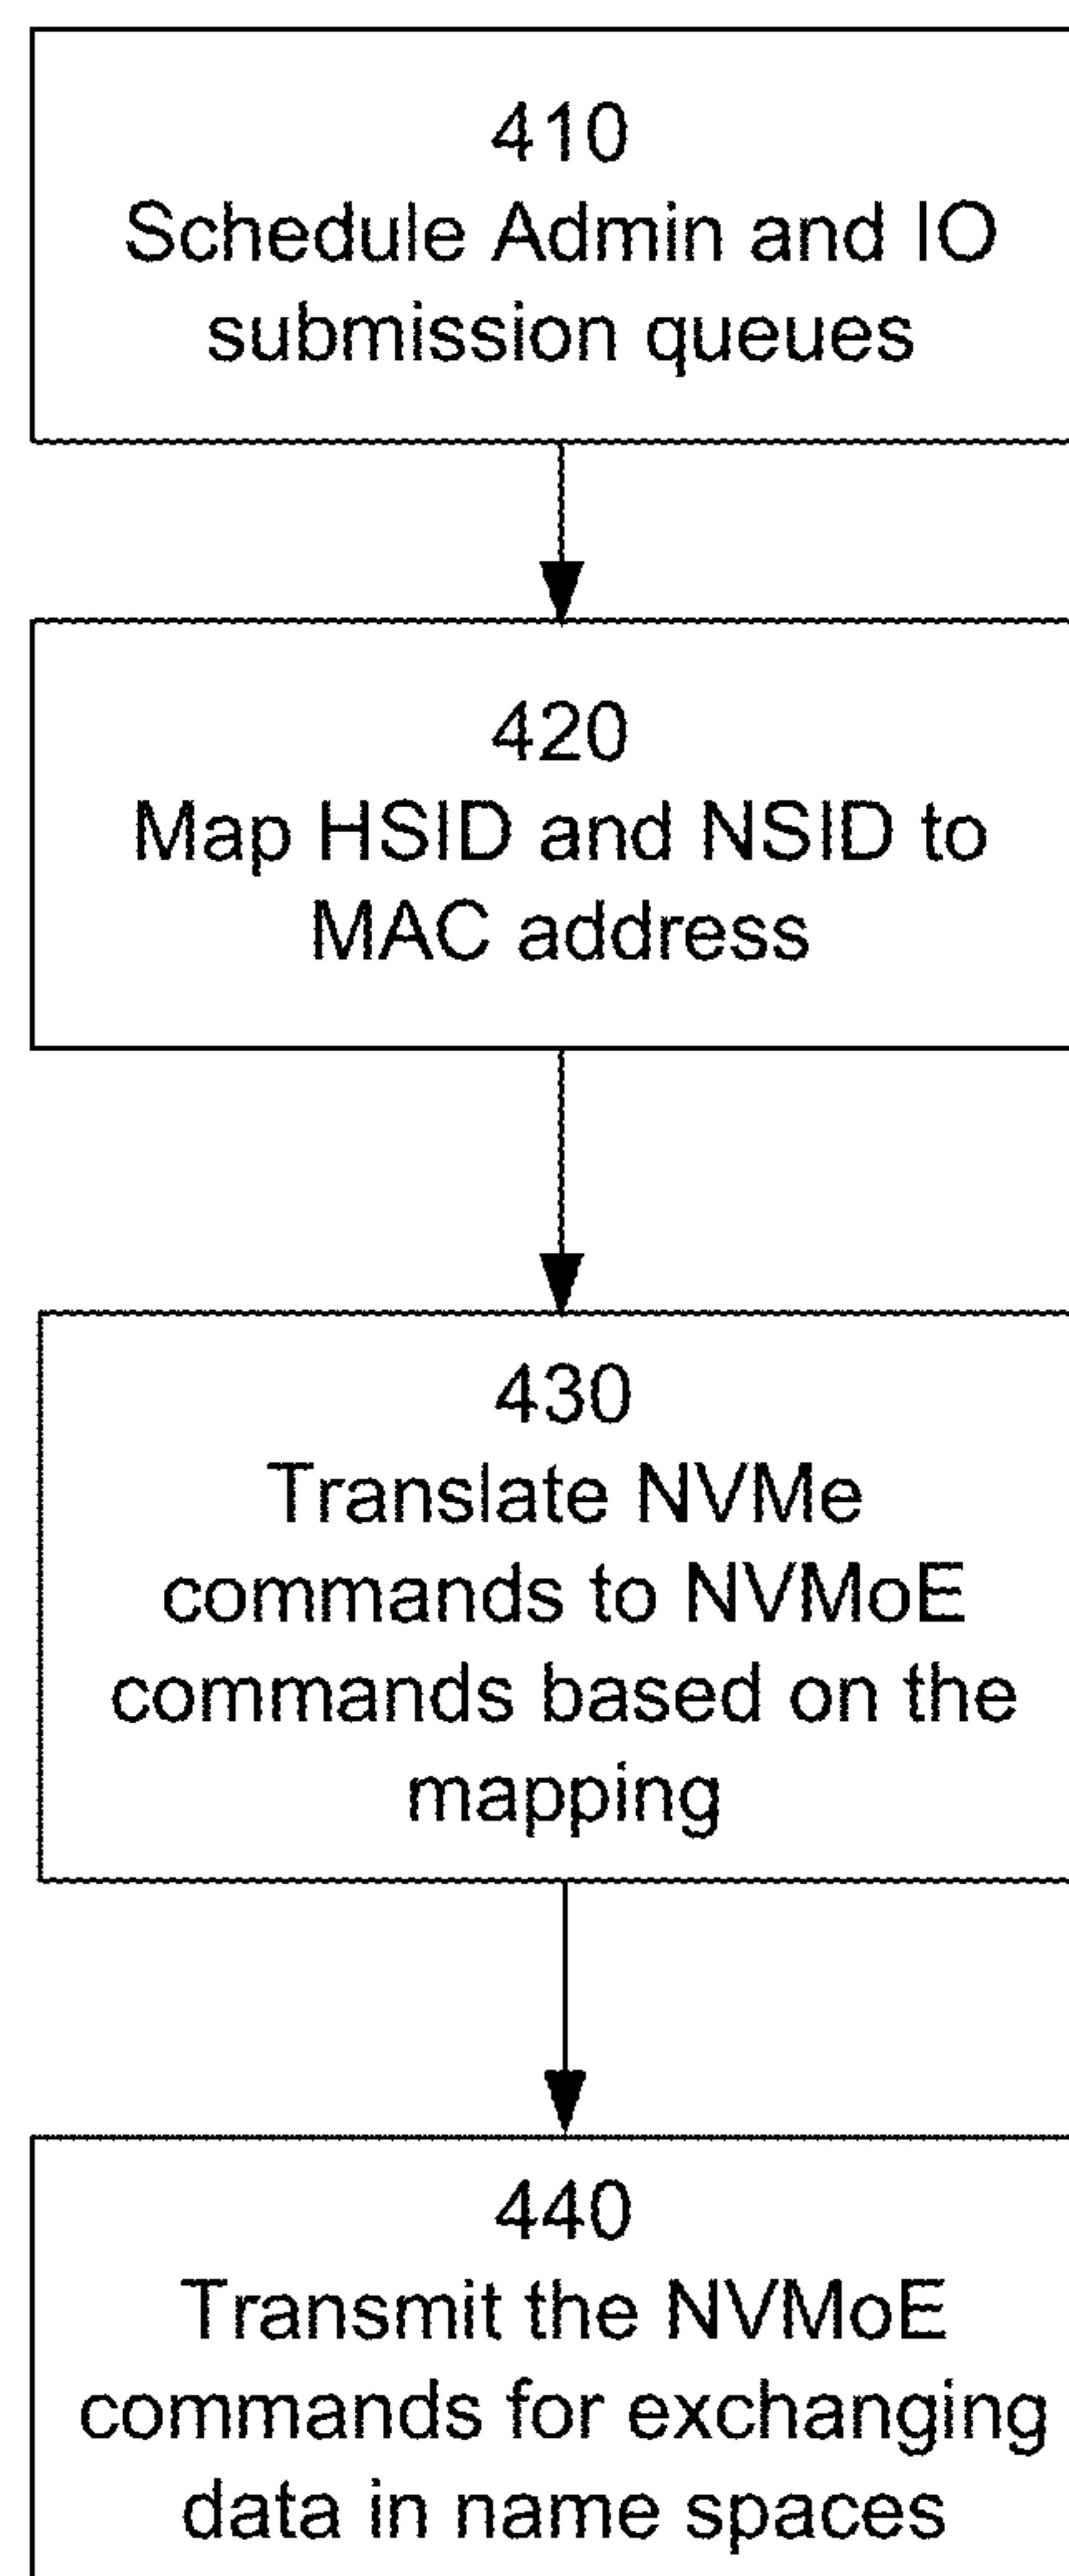 410
Schedule Admin and IO
submission queues
420
Map HSID and NSID to
MAC address
430
Translate NVMe
commands to NVMoE
commands based on the
mapping
440
Transmit the NVMoE
commands for exchanging
data in name spaces